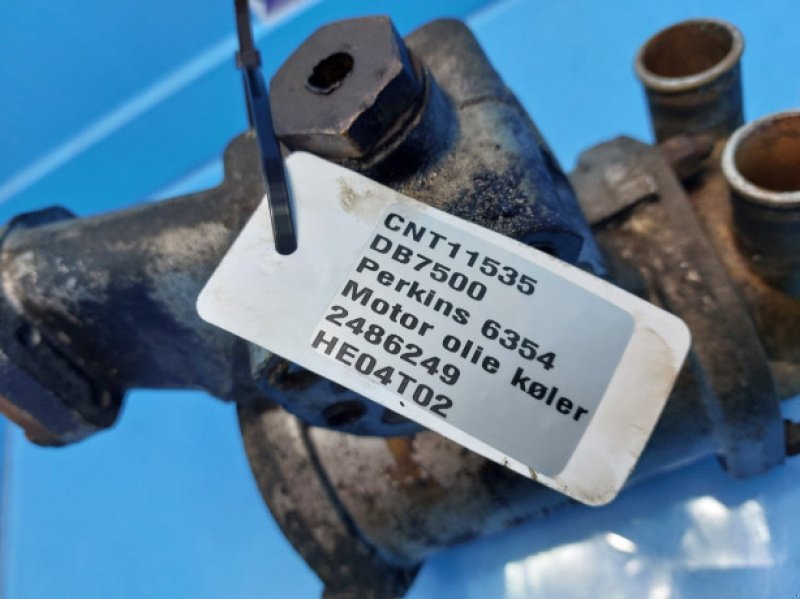 CNT11535
DB7500
Perkins 6354
Motor olie køler
2486249
HE04T02